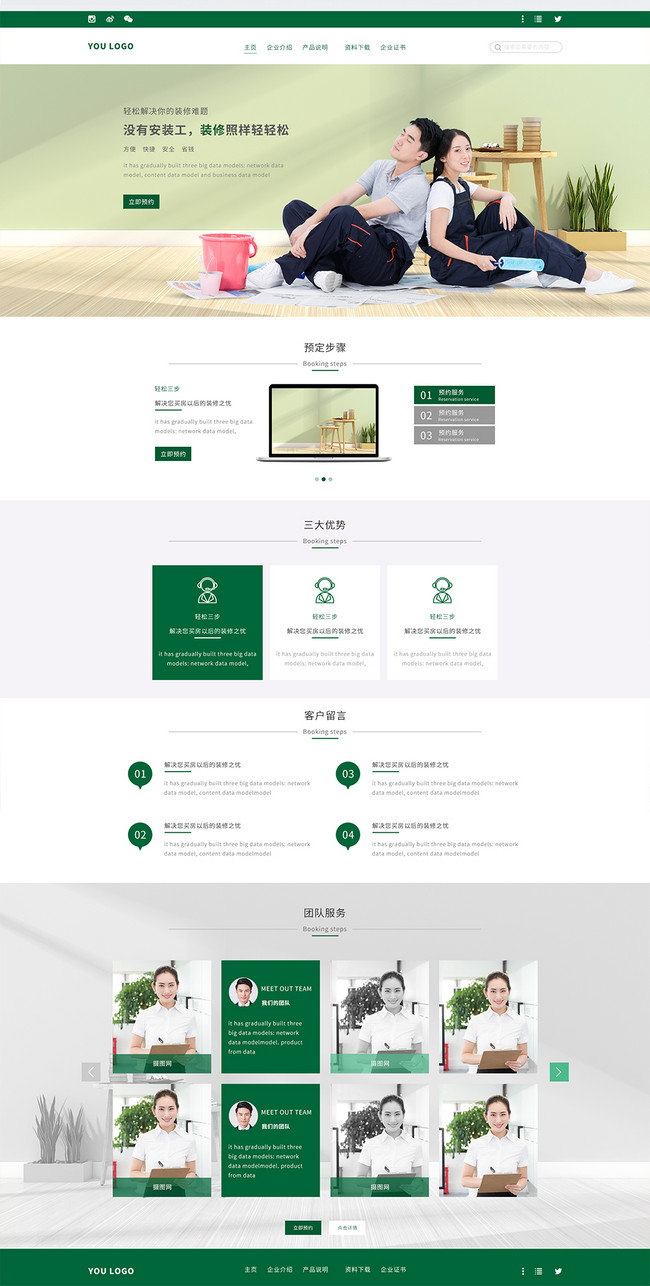 YOU LOGO
主页 企业介绍 产品说明 资料下载 企业证书
轻松解决你的装修难题
没有安装工，装修照样轻轻松
方便 快捷 安全 省钱
it has gradually built three big data models: network data
model, content data model and business data model
立即预约
预定步骤
Booking steps
轻松三步
解决您买房以后的装修之忧
it has gradually built three big data
models: network data model,
立即预约
01 预约服务
Reservation service
02 预约服务
Reservation service
03 预约服务
Reservation service
三大优势
Booking steps
轻松三步
解决您买房以后的装修之忧
it has gradually built three big data
models: network data model,
轻松三步
解决您买房以后的装修之忧
it has gradually built three big data
models: network data model,
轻松三步
解决您买房以后的装修之忧
it has gradually built three big data
models: network data model,
客户留言
Booking steps
01
解决您买房以后的装修之忧
it has gradually built three big data models: network
data model, content data modelmodel
03
解决您买房以后的装修之忧
it has gradually built three big data models: network
data model, content data modelmodel
02
解决您买房以后的装修之忧
it has gradually built three big data models: network
data model, content data modelmodel
04
解决您买房以后的装修之忧
it has gradually built three big data models: network
data model, content data modelmodel
团队服务
Booking steps
摄图网
MEET OUT TEAM
我们的团队
it has gradually built three
big data models: network
data modelmodel. product
from data
摄图网
摄图网
MEET OUT TEAM
我们的团队
it has gradually built three
big data models: network
data modelmodel. product
from data
摄图网
立即预约 点击详情
YOU LOGO
主页 企业介绍 产品说明 资料下载 企业证书